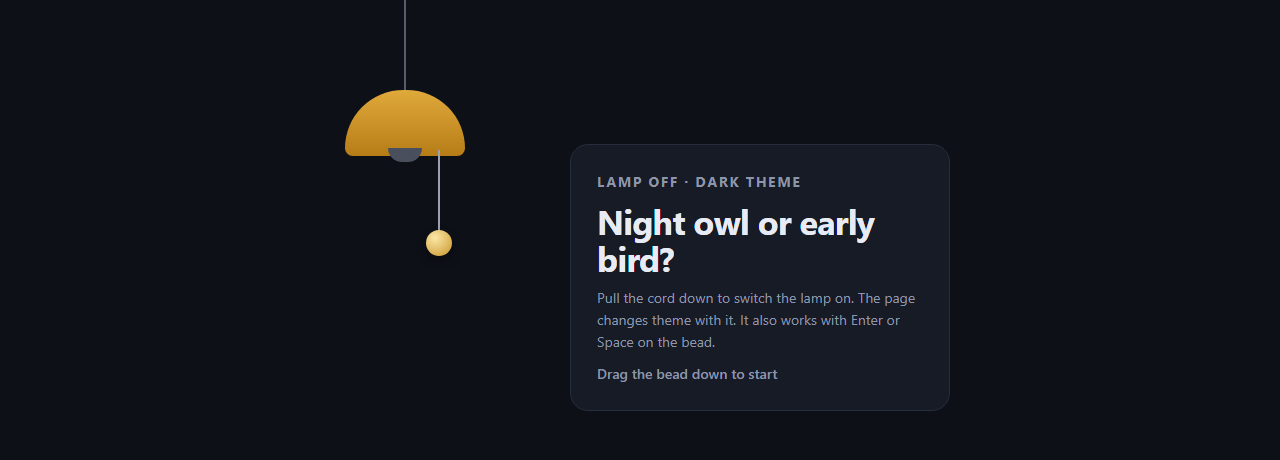 LAMP OFF · DARK THEME
Night owl or early
bird?
Pull the cord down to switch the lamp on. The page
changes theme with it. It also works with Enter or
Space on the bead.
Drag the bead down to start